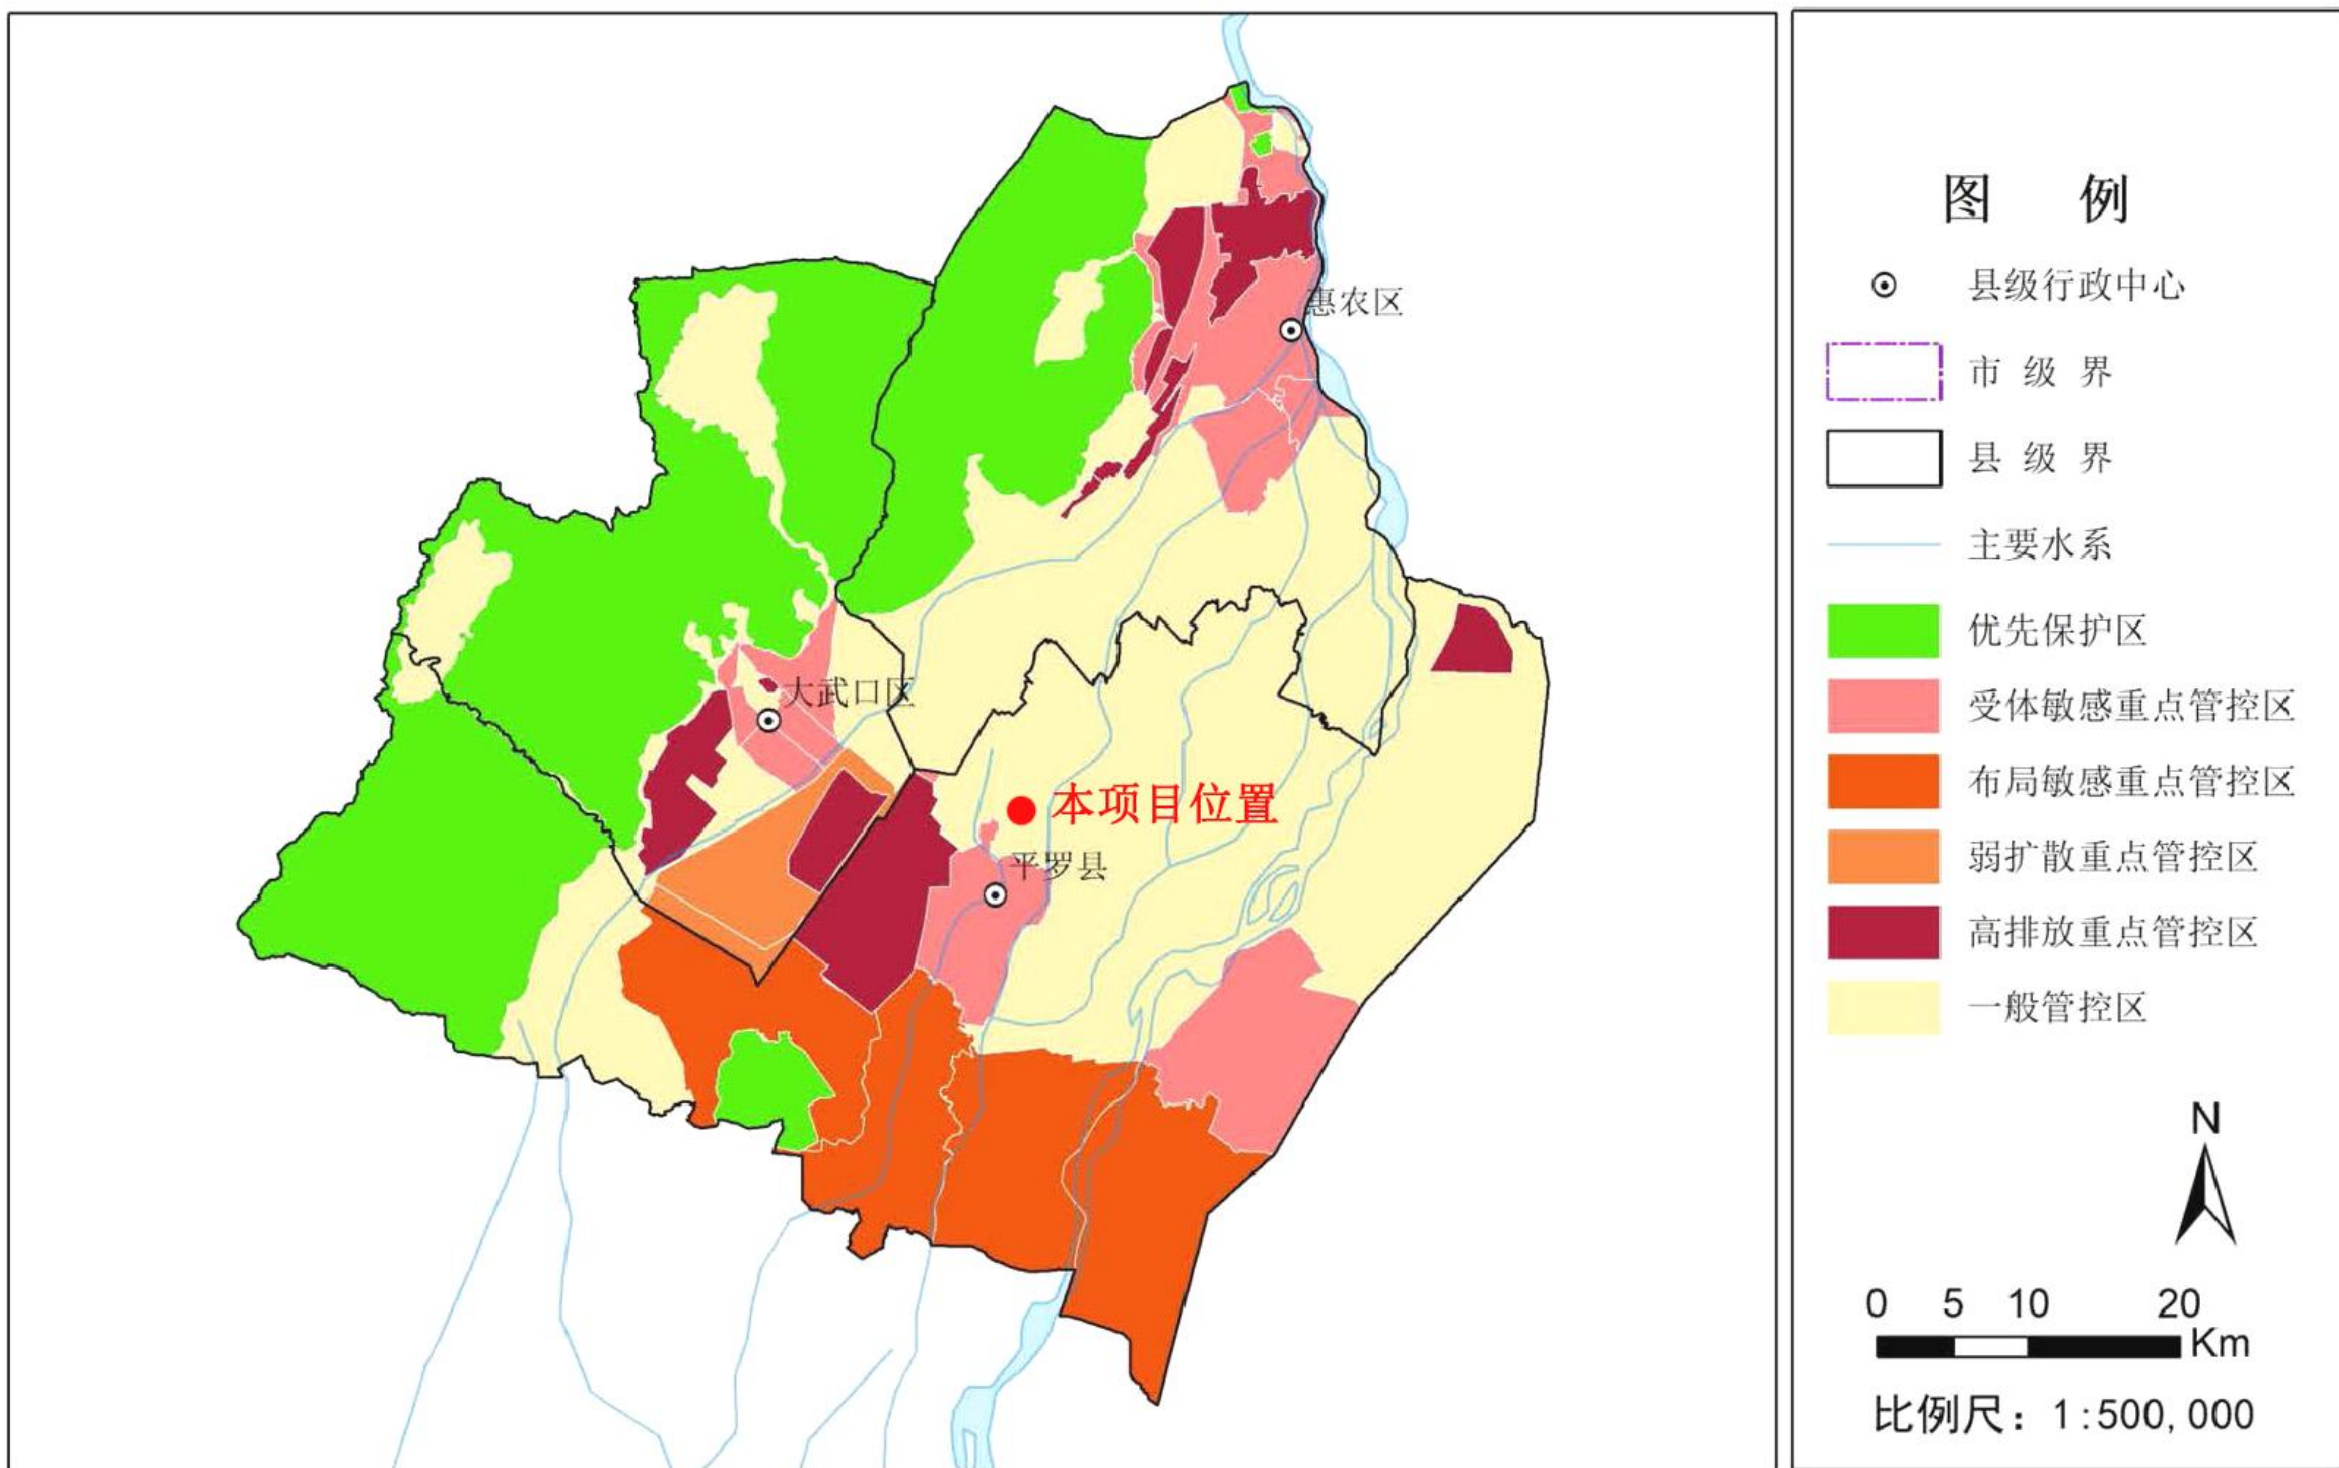 惠农区
大武口区
本项目位置
平罗县
图 例
县级行政中心
市 级 界
县 级 界
主要水系
优先保护区
受体敏感重点管控区
布局敏感重点管控区
弱扩散重点管控区
高排放重点管控区
一般管控区
N
0 5 10 20
Km
比例尺：1:500,000